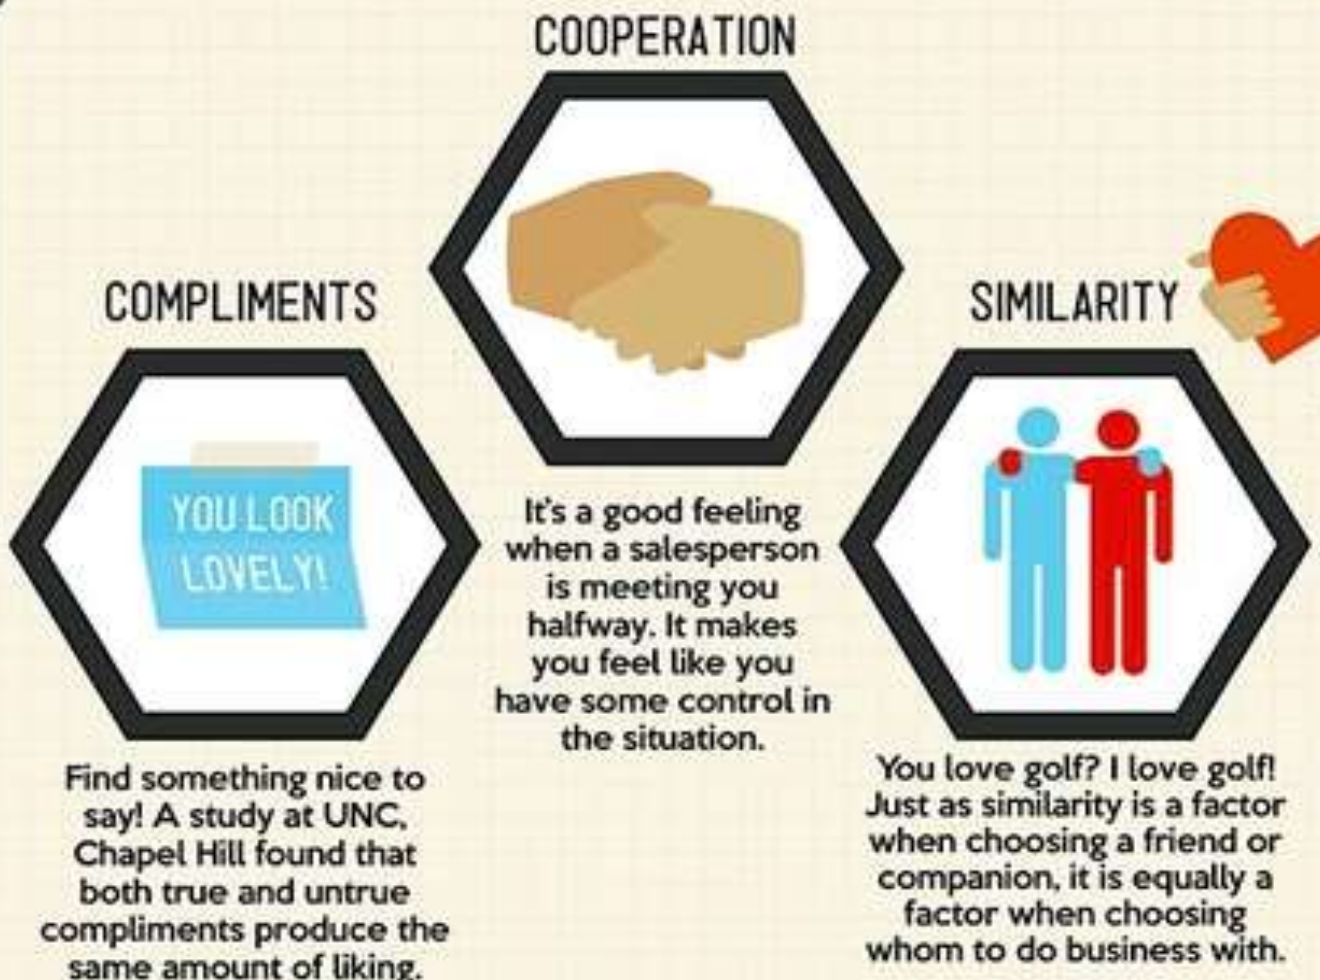 COOPERATION
It's a good feeling
when a salesperson
is meeting you
halfway. It makes
you feel like you
have some control in
the situation.
COMPLIMENTS
YOU LOOK
LOVELY!
Find something nice to
say! A study at UNC,
Chapel Hill found that
both true and untrue
compliments produce the
same amount of liking.
SIMILARITY
You love golf? I love golf!
Just as similarity is a factor
when choosing a friend or
companion, it is equally a
factor when choosing
whom to do business with.